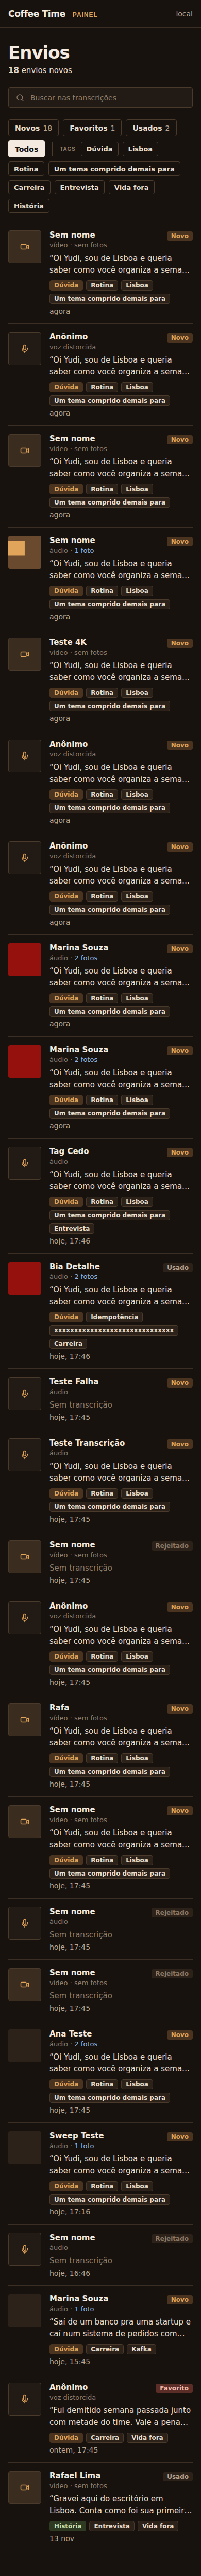 Coffee Time PAINEL local
Envios
18 envios novos
Buscar nas transcrições
Novos 18 Favoritos 1 Usados 2
Todos TAGS Dúvida Lisboa
Rotina Um tema comprido demais para
Carreira Entrevista Vida fora
História
Sem nome Novo
vídeo · sem fotos
“Oi Yudi, sou de Lisboa e queria
saber como você organiza a sema...
Dúvida Rotina Lisboa
Um tema comprido demais para
agora
Anônimo Novo
voz distorcida
“Oi Yudi, sou de Lisboa e queria
saber como você organiza a sema...
Dúvida Rotina Lisboa
Um tema comprido demais para
agora
Sem nome Novo
vídeo · sem fotos
“Oi Yudi, sou de Lisboa e queria
saber como você organiza a sema...
Dúvida Rotina Lisboa
Um tema comprido demais para
agora
Sem nome Novo
áudio · 1 foto
“Oi Yudi, sou de Lisboa e queria
saber como você organiza a sema...
Dúvida Rotina Lisboa
Um tema comprido demais para
agora
Teste 4K Novo
vídeo · sem fotos
“Oi Yudi, sou de Lisboa e queria
saber como você organiza a sema...
Dúvida Rotina Lisboa
Um tema comprido demais para
agora
Anônimo Novo
voz distorcida
“Oi Yudi, sou de Lisboa e queria
saber como você organiza a sema...
Dúvida Rotina Lisboa
Um tema comprido demais para
agora
Anônimo Novo
voz distorcida
“Oi Yudi, sou de Lisboa e queria
saber como você organiza a sema...
Dúvida Rotina Lisboa
Um tema comprido demais para
agora
Marina Souza Novo
áudio · 2 fotos
“Oi Yudi, sou de Lisboa e queria
saber como você organiza a sema...
Dúvida Rotina Lisboa
Um tema comprido demais para
agora
Marina Souza Novo
áudio · 2 fotos
“Oi Yudi, sou de Lisboa e queria
saber como você organiza a sema...
Dúvida Rotina Lisboa
Um tema comprido demais para
agora
Tag Cedo Novo
áudio
“Oi Yudi, sou de Lisboa e queria
saber como você organiza a sema...
Dúvida Rotina Lisboa
Um tema comprido demais para
Entrevista
hoje, 17:46
Bia Detalhe Usado
áudio · 2 fotos
“Oi Yudi, sou de Lisboa e queria
saber como você organiza a sema...
Dúvida Idempotência
xxxxxxxxxxxxxxxxxxxxxxxxxxxxxx
Carreira
hoje, 17:46
Teste Falha Novo
áudio
Sem transcrição
hoje, 17:45
Teste Transcrição Novo
áudio
“Oi Yudi, sou de Lisboa e queria
saber como você organiza a sema...
Dúvida Rotina Lisboa
Um tema comprido demais para
hoje, 17:45
Sem nome Rejeitado
vídeo · sem fotos
Sem transcrição
hoje, 17:45
Anônimo Novo
voz distorcida
“Oi Yudi, sou de Lisboa e queria
saber como você organiza a sema...
Dúvida Rotina Lisboa
Um tema comprido demais para
hoje, 17:45
Rafa Novo
vídeo · sem fotos
“Oi Yudi, sou de Lisboa e queria
saber como você organiza a sema...
Dúvida Rotina Lisboa
Um tema comprido demais para
hoje, 17:45
Sem nome Novo
vídeo · sem fotos
“Oi Yudi, sou de Lisboa e queria
saber como você organiza a sema...
Dúvida Rotina Lisboa
Um tema comprido demais para
hoje, 17:45
Sem nome Rejeitado
áudio
Sem transcrição
hoje, 17:45
Sem nome Rejeitado
vídeo · sem fotos
Sem transcrição
hoje, 17:45
Ana Teste Novo
áudio · 2 fotos
“Oi Yudi, sou de Lisboa e queria
saber como você organiza a sema...
Dúvida Rotina Lisboa
Um tema comprido demais para
hoje, 17:45
Sweep Teste Novo
áudio · 1 foto
“Oi Yudi, sou de Lisboa e queria
saber como você organiza a sema...
Dúvida Rotina Lisboa
Um tema comprido demais para
hoje, 17:16
Sem nome Rejeitado
áudio
Sem transcrição
hoje, 16:46
Marina Souza Novo
áudio · 1 foto
“Saí de um banco pra uma startup e
caí num sistema de pedidos com...
Dúvida Carreira Kafka
hoje, 15:45
Anônimo Favorito
voz distorcida
“Fui demitido semana passada junto
com metade do time. Vale a pena...
Dúvida Carreira Vida fora
ontem, 17:45
Rafael Lima Usado
vídeo · sem fotos
“Gravei aqui do escritório em
Lisboa. Conta como foi sua primeir...
História Entrevista Vida fora
13 nov